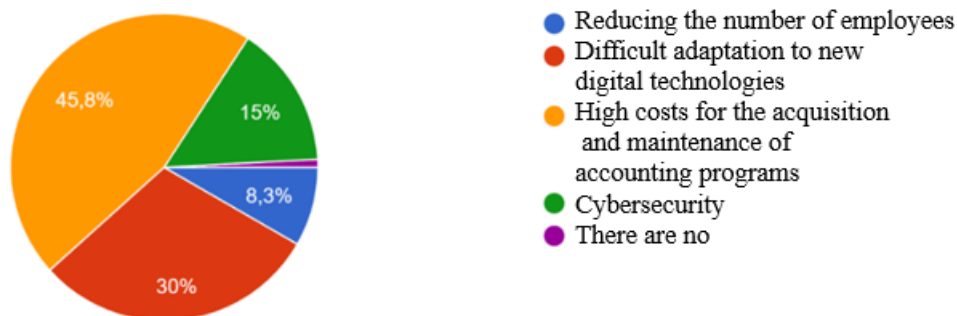 45,8%
15%
8,3%
30%
Reducing the number of employees
Difficult adaptation to new
digital technologies
High costs for the acquisition
and maintenance of
accounting programs
Cybersecurity
There are no